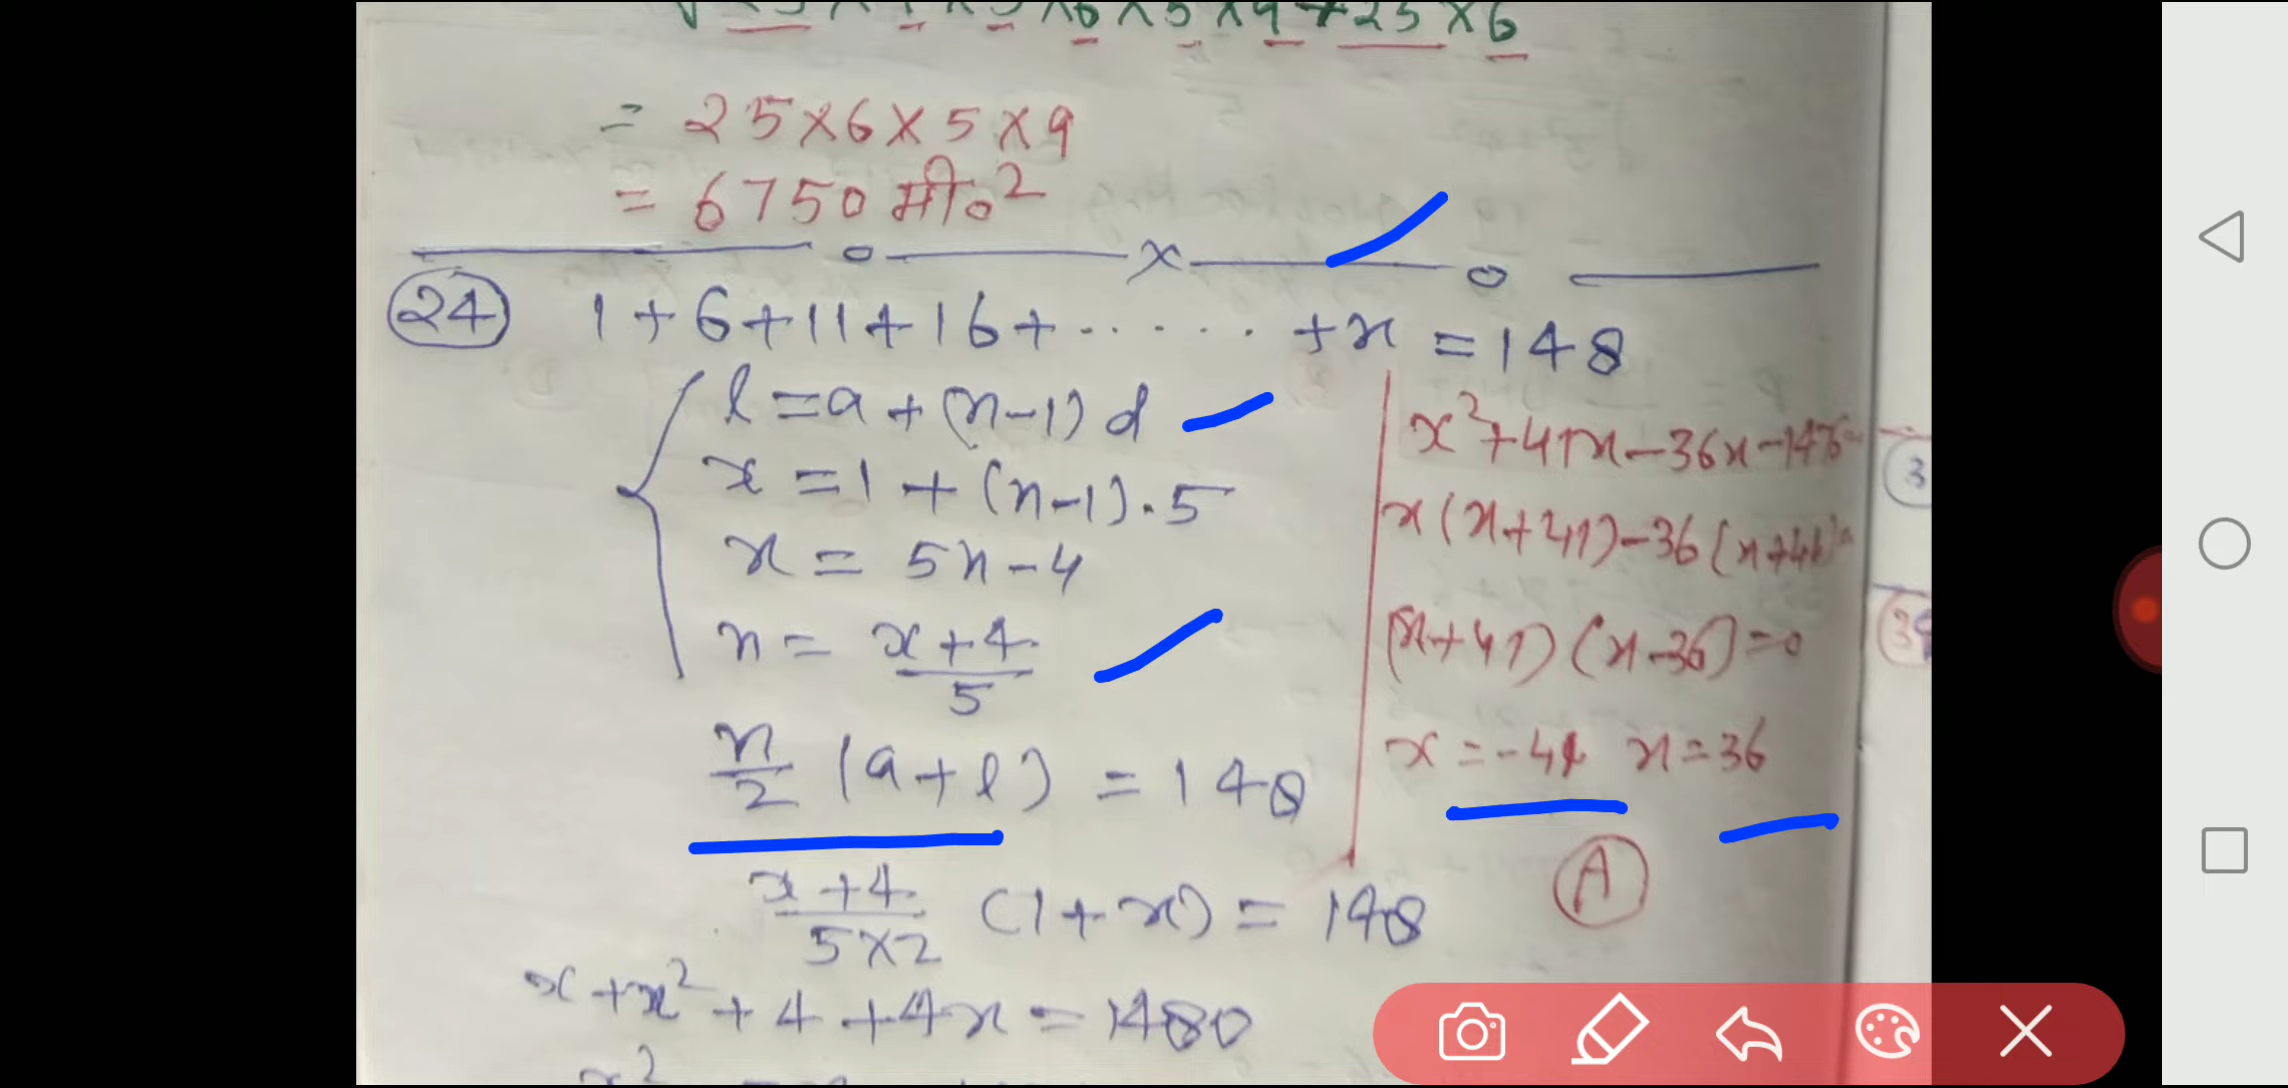 = 25×6×5×9
= 6750 मी०²
24 1+6+11+16+......+x = 148
l = a+(n-1)d
x = 1+(n-1).5
x = 5n-4
n = x+4/5
n/2 (a+l) = 148
x+4/5×2 (1+x) = 148
x+x²+4+4x = 1480
x²+41x-36x-1476
x(x+41)-36(x+41)
(x+41)(x-36)=0
x=-41 x=36
A
3